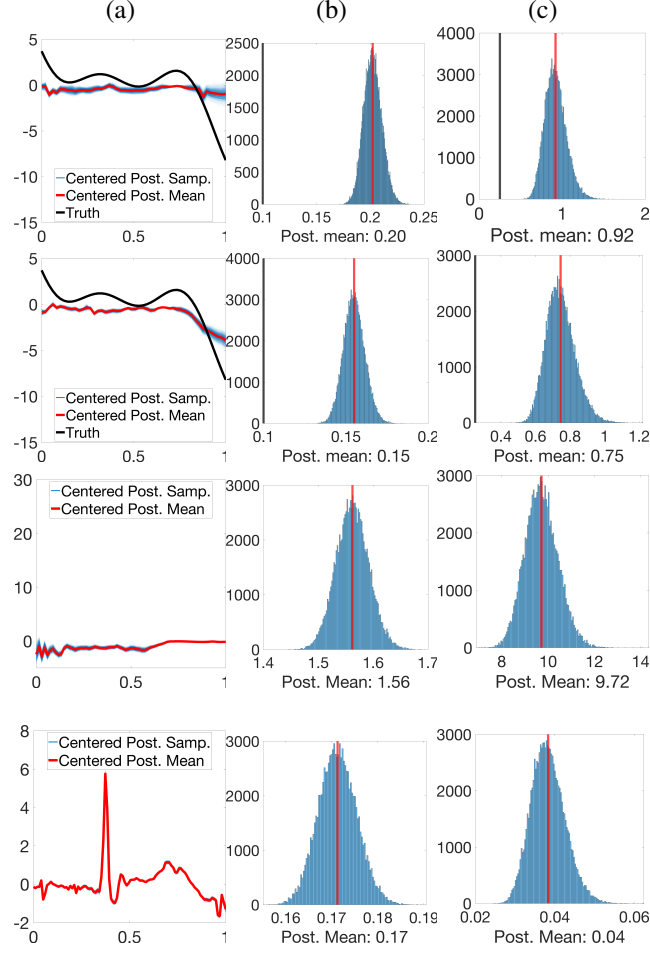 (a) (b) (c)
5
0
-5
-10
-15
0 0.5 1
Centered Post. Samp.
Centered Post. Mean
Truth
2500
2000
1500
1000
500
0
0.1 0.15 0.2 0.25
Post. mean: 0.20
4000
3000
2000
1000
0
0 1 2
Post. mean: 0.92
5
0
-5
-10
-15
0 0.5 1
Centered Post. Samp.
Centered Post. Mean
Truth
4000
3000
2000
1000
0
0.1 0.15 0.2
Post. mean: 0.15
3000
2000
1000
0
0.4 0.6 0.8 1 1.2
Post. mean: 0.75
30
20
10
0
0 0.5 1
Centered Post. Samp.
Centered Post. Mean
3000
2000
1000
0
1.4 1.5 1.6 1.7
Post. Mean: 1.56
3000
2000
1000
0
8 10 12 14
Post. Mean: 9.72
8
6
4
2
0
-2
0 0.5 1
Centered Post. Samp.
Centered Post. Mean
3000
2000
1000
0
0.16 0.17 0.18 0.19
Post. Mean: 0.17
3000
2000
1000
0
0.02 0.04 0.06
Post. Mean: 0.04